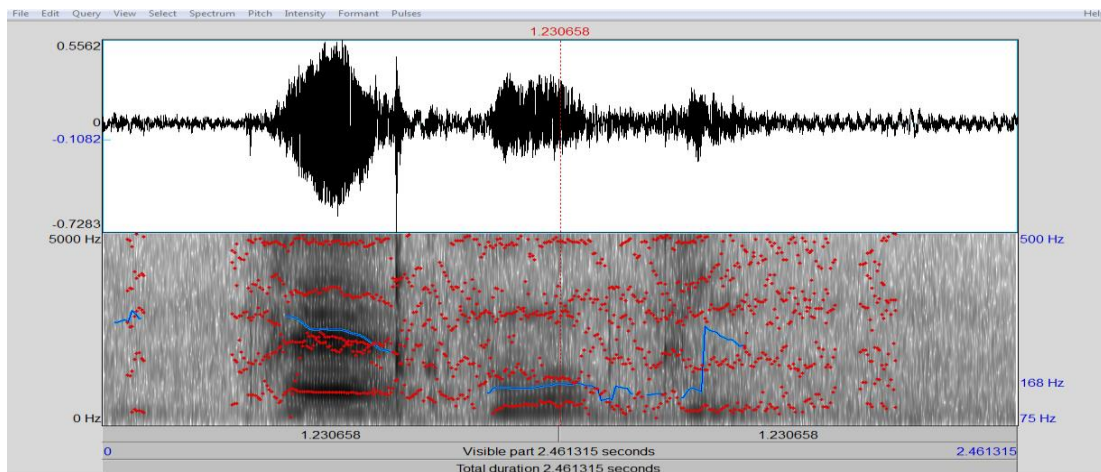 File Edit Query View Select Spectrum Pitch Intensity Formant Pulses Help
1.230658
0.5562
0
-0.1082
-0.7283
5000 Hz 500 Hz
168 Hz
0 Hz 75 Hz
1.230658 1.230658
0 Visible part 2.461315 seconds 2.461315
Total duration 2.461315 seconds